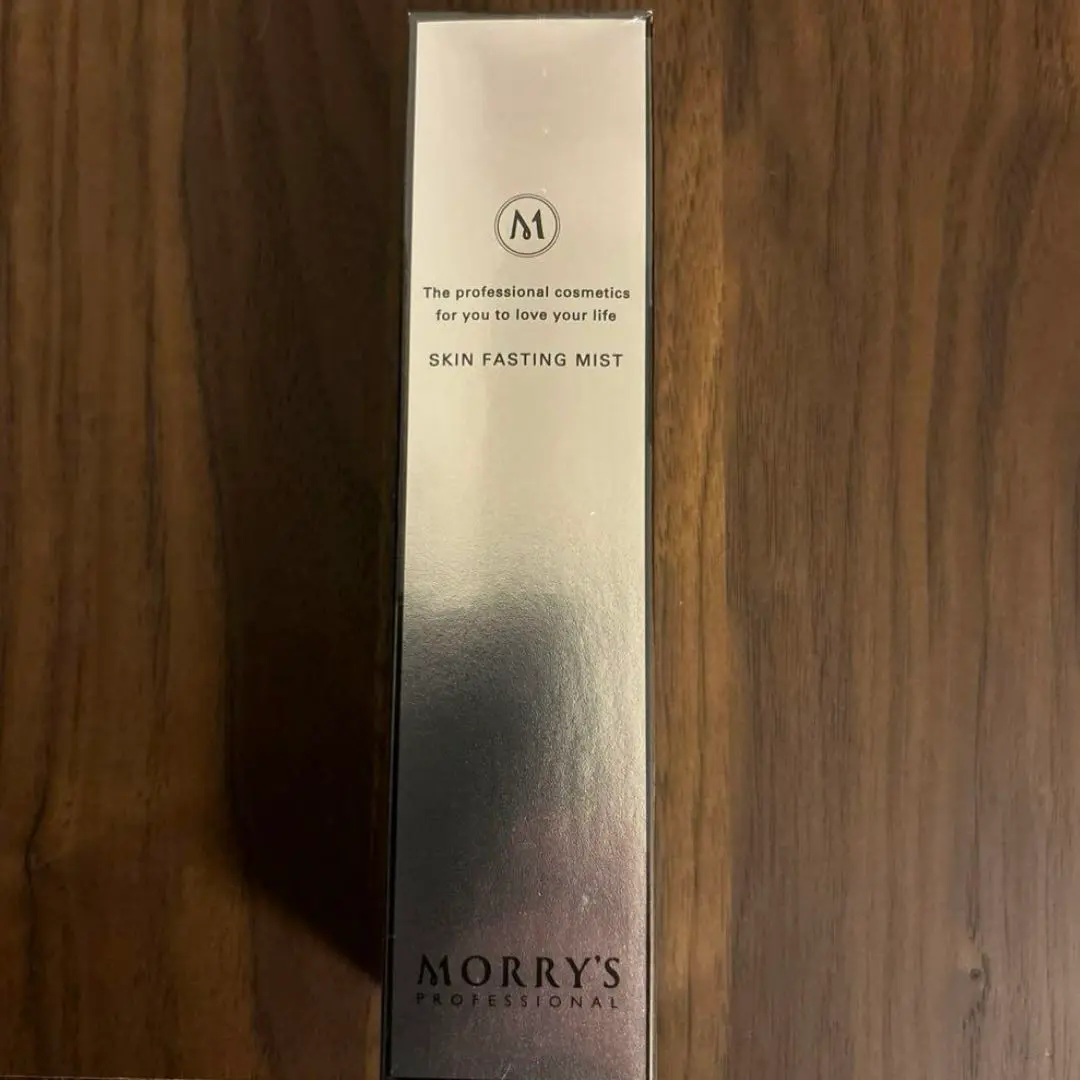 M
The professional cosmetics
for you to love your life
SKIN FASTING MIST
MORRY'S
PROFESSIONAL